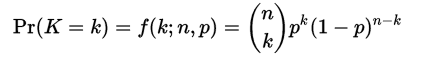 Pr(K = k) = f(k; n, p) = \binom{n}{k} p^k (1 − p)^{n−k}